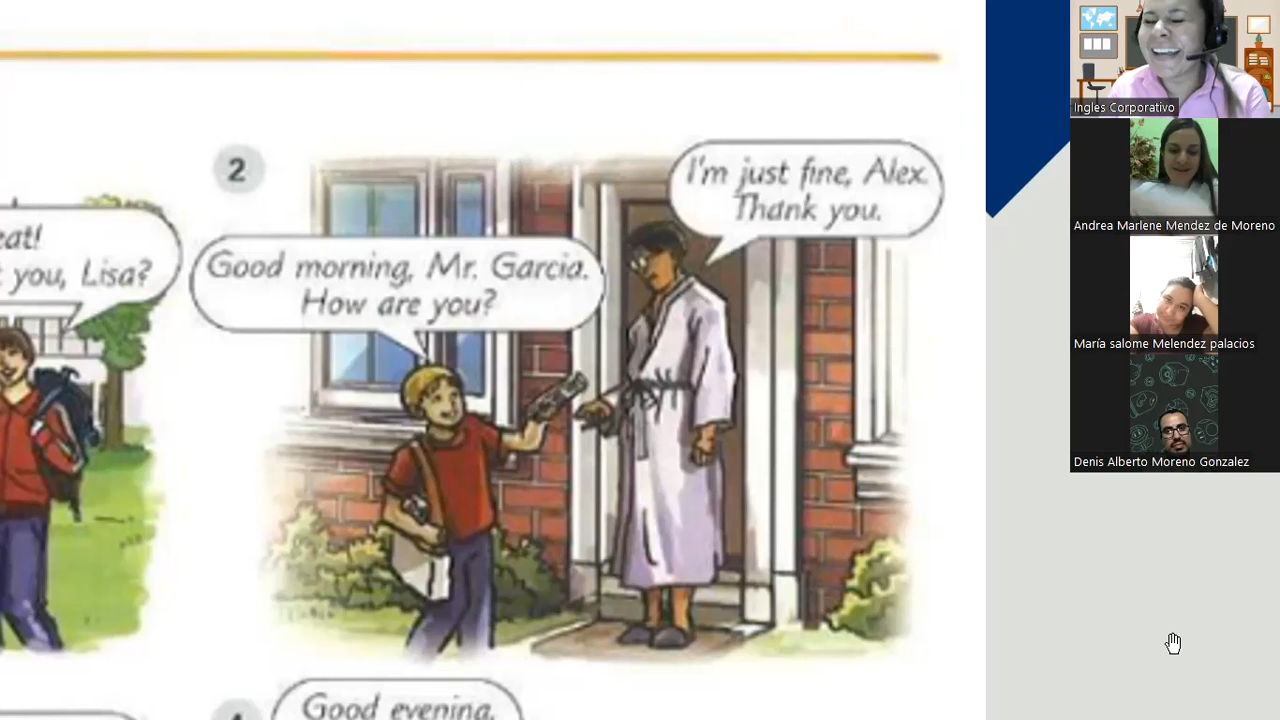 eat!
you, Lisa?
2
Good morning, Mr. Garcia.
How are you?
I'm just fine, Alex.
Thank you.
Good evening,
Ingles Corporativo
Andrea Marlene Mendez de Moreno
María salome Melendez palacios
Denis Alberto Moreno Gonzalez